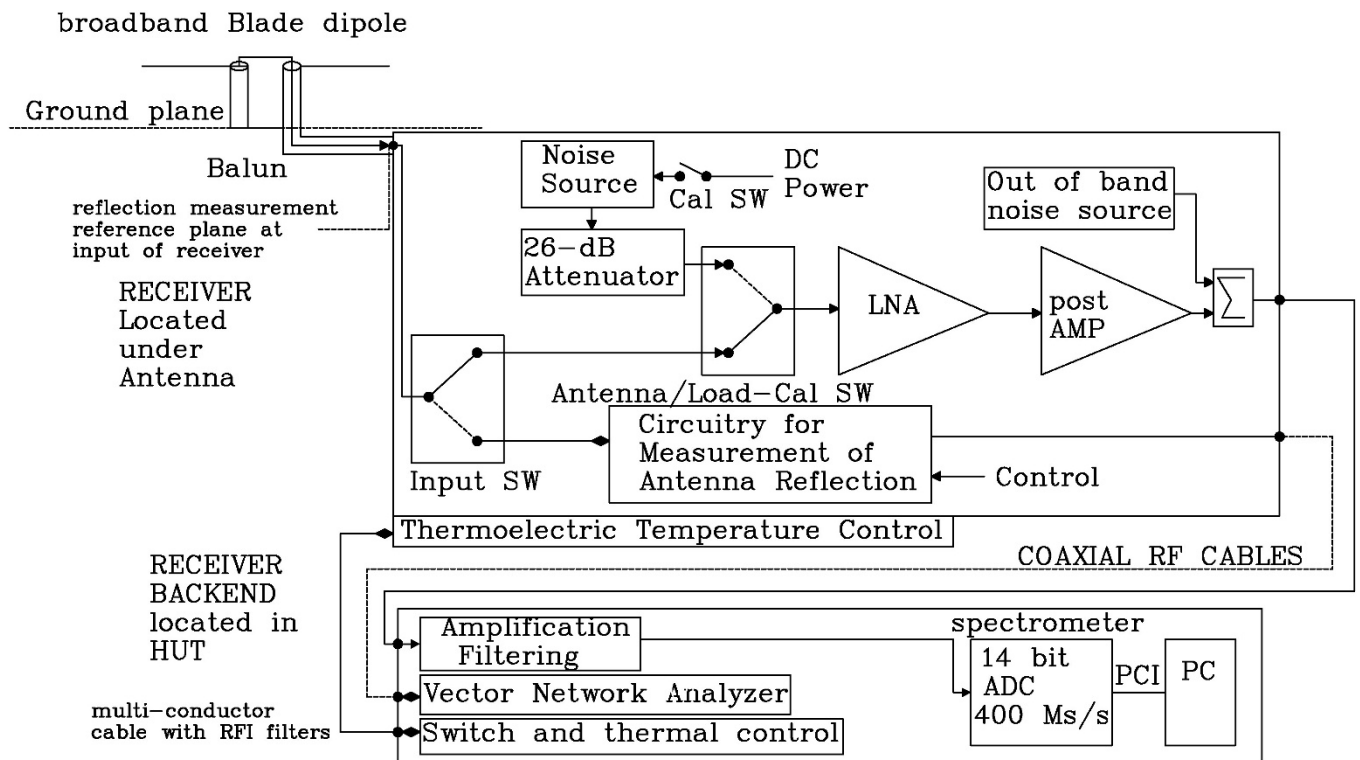 broadband Blade dipole
Ground plane
Balun
reflection measurement
reference plane at
input of receiver
RECEIVER
Located
under
Antenna
Noise
Source
Cal SW
DC
Power
26-dB
Attenuator
Out of band
noise source
LNA
post
AMP
Σ
Antenna/Load-Cal SW
Input SW
Circuitry for
Measurement of
Antenna Reflection
Control
Thermoelectric Temperature Control
COAXIAL RF CABLES
RECEIVER
BACKEND
located in
HUT
multi-conductor
cable with RFI filters
Amplification
Filtering
Vector Network Analyzer
Switch and thermal control
spectrometer
14 bit
ADC
400 Ms/s
PCI
PC